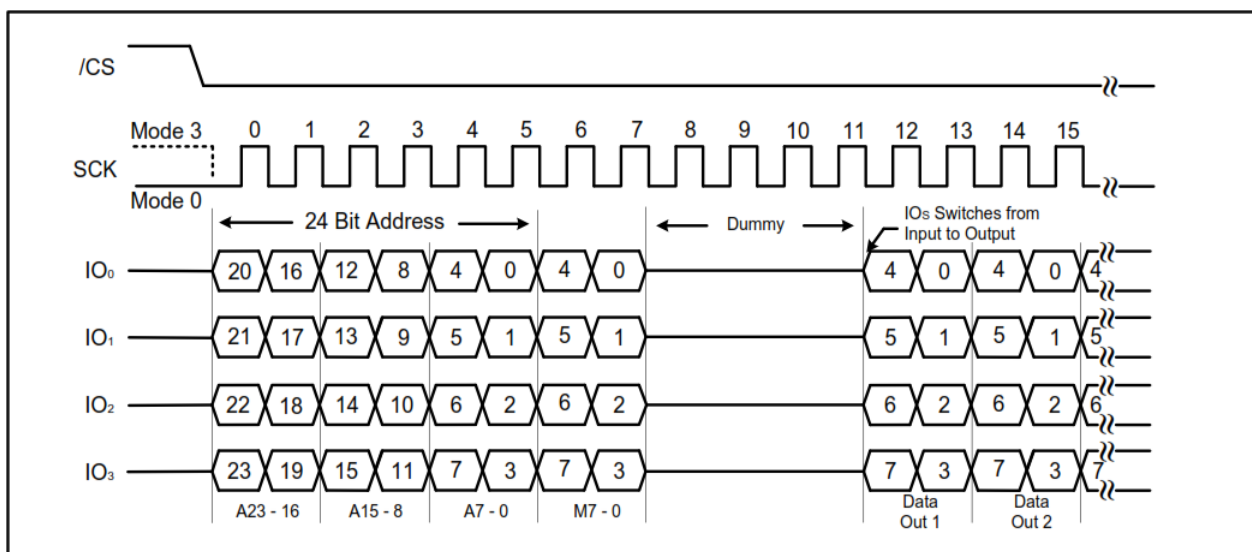 /CS
Mode 3 0 1 2 3 4 5 6 7 8 9 10 11 12 13 14 15
SCK
Mode 0
24 Bit Address
Dummy
IOs Switches from
Input to Output
IO0 20 16 12 8 4 0 4 0 4 0 4 0 4
IO1 21 17 13 9 5 1 5 1 5 1 5 1 5
IO2 22 18 14 10 6 2 6 2 6 2 6 2 6
IO3 23 19 15 11 7 3 7 3 7 3 7 3 7
A23 - 16 A15 - 8 A7 - 0 M7 - 0
Data
Out 1
Data
Out 2